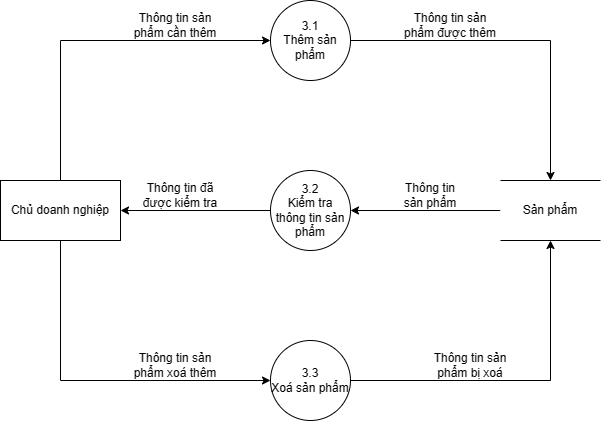 Thông tin sản
phẩm cần thêm
3.1
Thêm sản
phẩm
Thông tin sản
phẩm được thêm
Chủ doanh nghiệp
Thông tin đã
được kiểm tra
3.2
Kiểm tra
thông tin sản
phẩm
Thông tin
sản phẩm
Sản phẩm
Thông tin sản
phẩm xoá thêm
3.3
Xoá sản phẩm
Thông tin sản
phẩm bị xoá